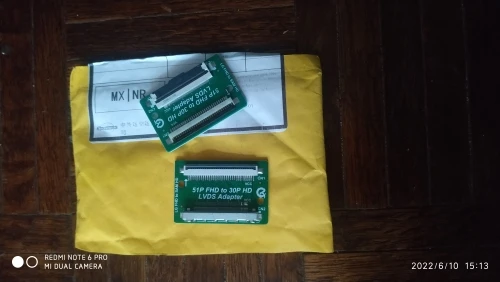 MX|NR
51P FHD to 30P HD
LVDS Adapter
51P FHD to 30P HD
LVDS Adapter
REDMI NOTE 6 PRO
MI DUAL CAMERA
2022/6/10 15:13